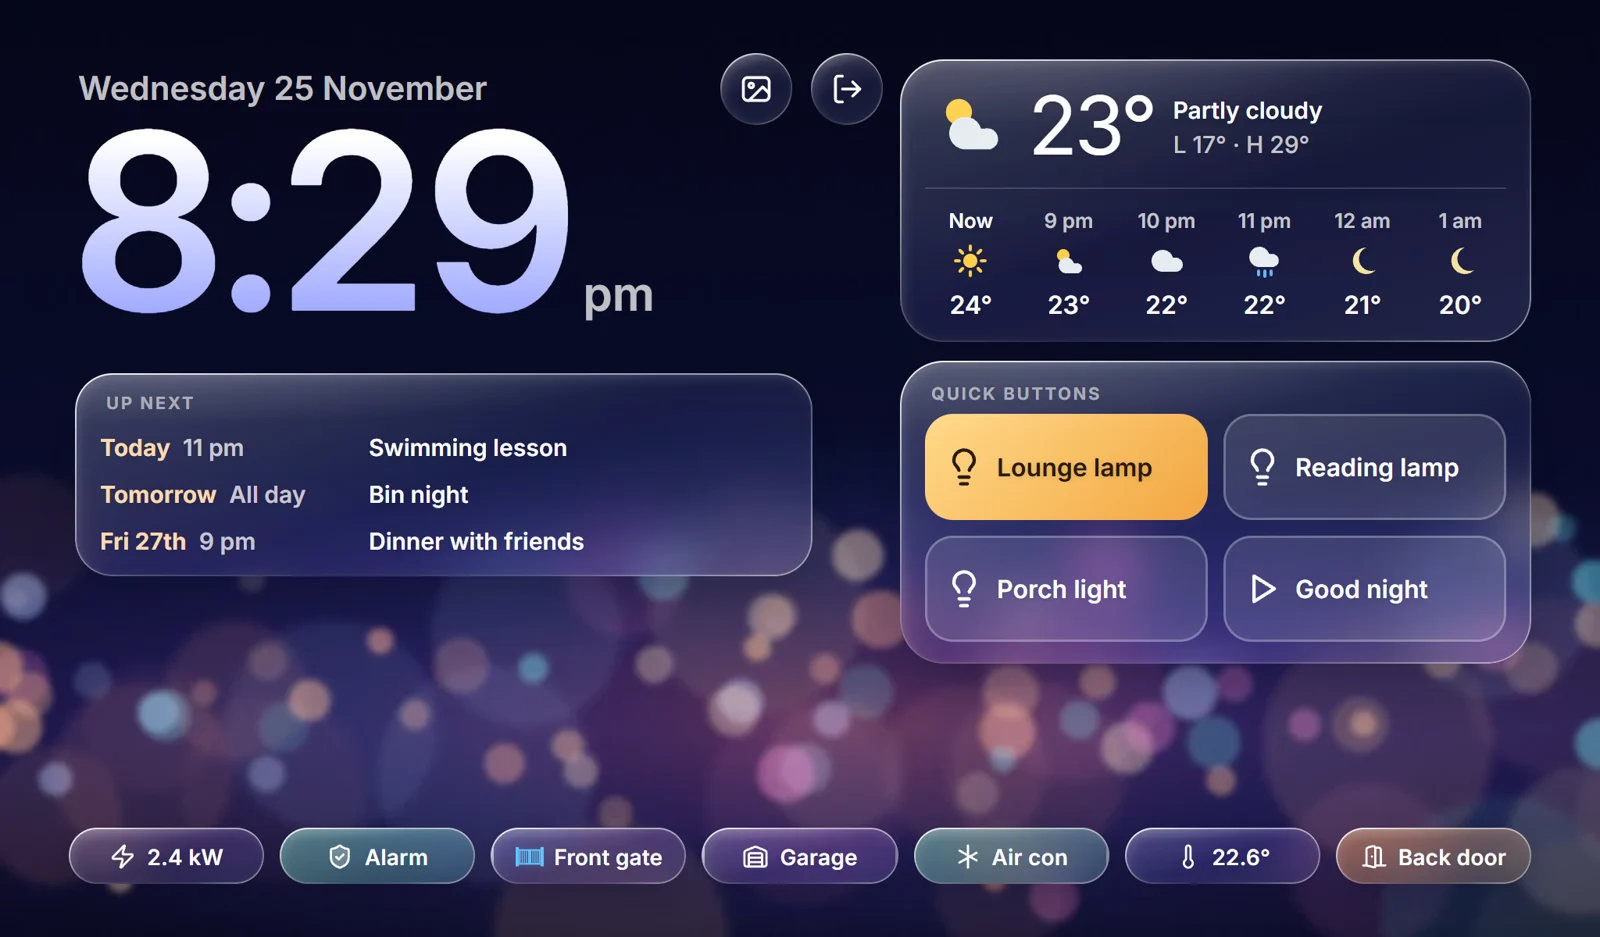 Wednesday 25 November
8:29 pm
23° Partly cloudy
L 17° · H 29°
Now 9 pm 10 pm 11 pm 12 am 1 am
24° 23° 22° 22° 21° 20°
UP NEXT
Today 11 pm Swimming lesson
Tomorrow All day Bin night
Fri 27th 9 pm Dinner with friends
QUICK BUTTONS
Lounge lamp Reading lamp
Porch light Good night
2.4 kW Alarm Front gate Garage Air con 22.6° Back door